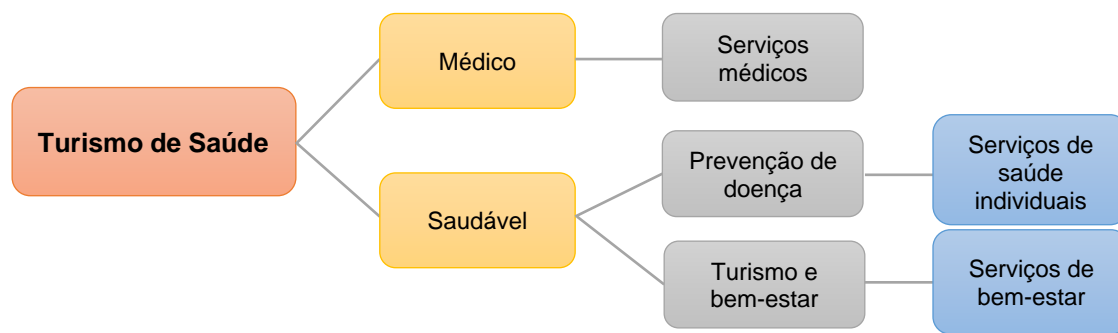 Turismo de Saúde
Médico
Serviços
médicos
Saudável
Prevenção de
doença
Serviços de
saúde
individuais
Turismo e
bem-estar
Serviços de
bem-estar